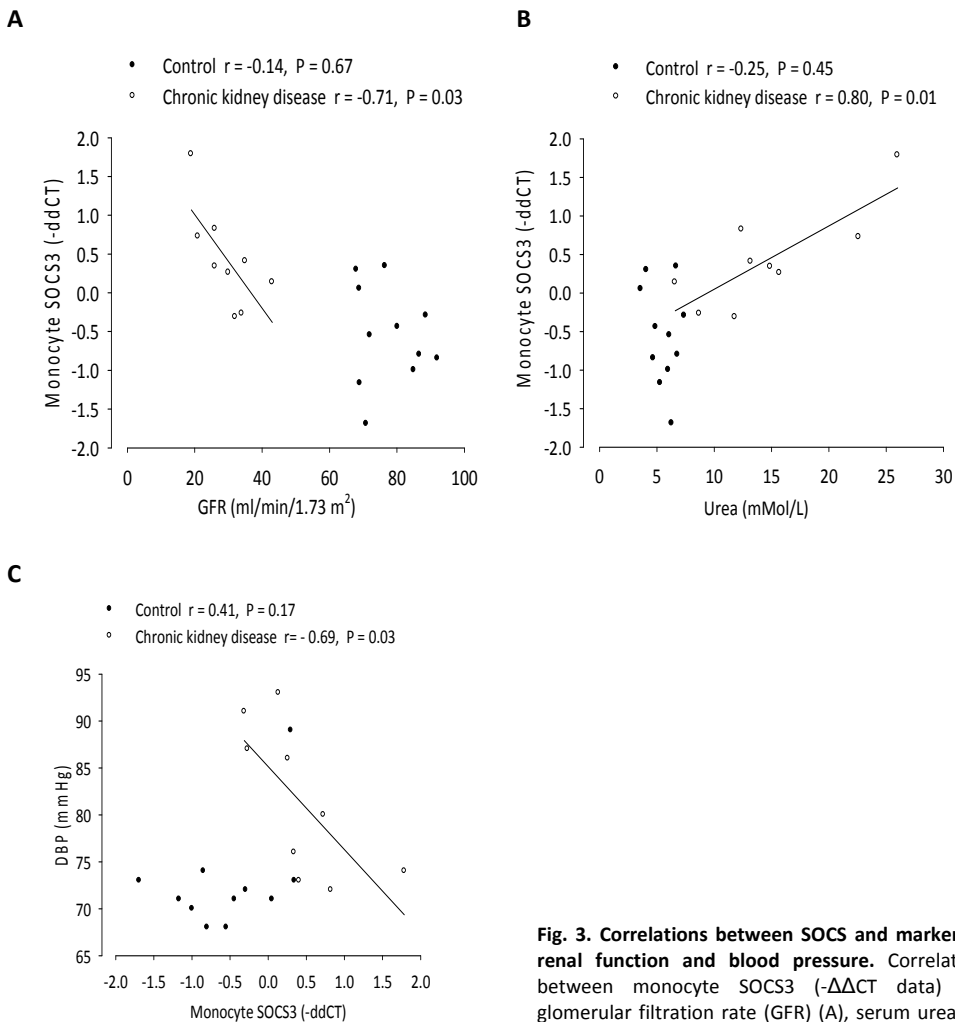 A
• Control r = -0.14, P = 0.67
○ Chronic kidney disease r = -0.71, P = 0.03
Monocyte SOCS3 (-ddCT)
2.0
1.5
1.0
0.5
0.0
-0.5
-1.0
-1.5
-2.0
0 20 40 60 80 100
GFR (ml/min/1.73 m²)
B
• Control r = -0.25, P = 0.45
○ Chronic kidney disease r = 0.80, P = 0.01
Monocyte SOCS3 (-ddCT)
2.0
1.5
1.0
0.5
0.0
-0.5
-1.0
-1.5
-2.0
0 5 10 15 20 25 30
Urea (mMol/L)
C
• Control r = 0.41, P = 0.17
○ Chronic kidney disease r= - 0.69, P = 0.03
DBP (mmHg)
95
90
85
80
75
70
65
-2.0 -1.5 -1.0 -0.5 0.0 0.5 1.0 1.5 2.0
Monocyte SOCS3 (-ddCT)
Fig. 3. Correlations between SOCS and marker
renal function and blood pressure. Correlat
between monocyte SOCS3 (-ΔΔCT data)
glomerular filtration rate (GFR) (A), serum urea